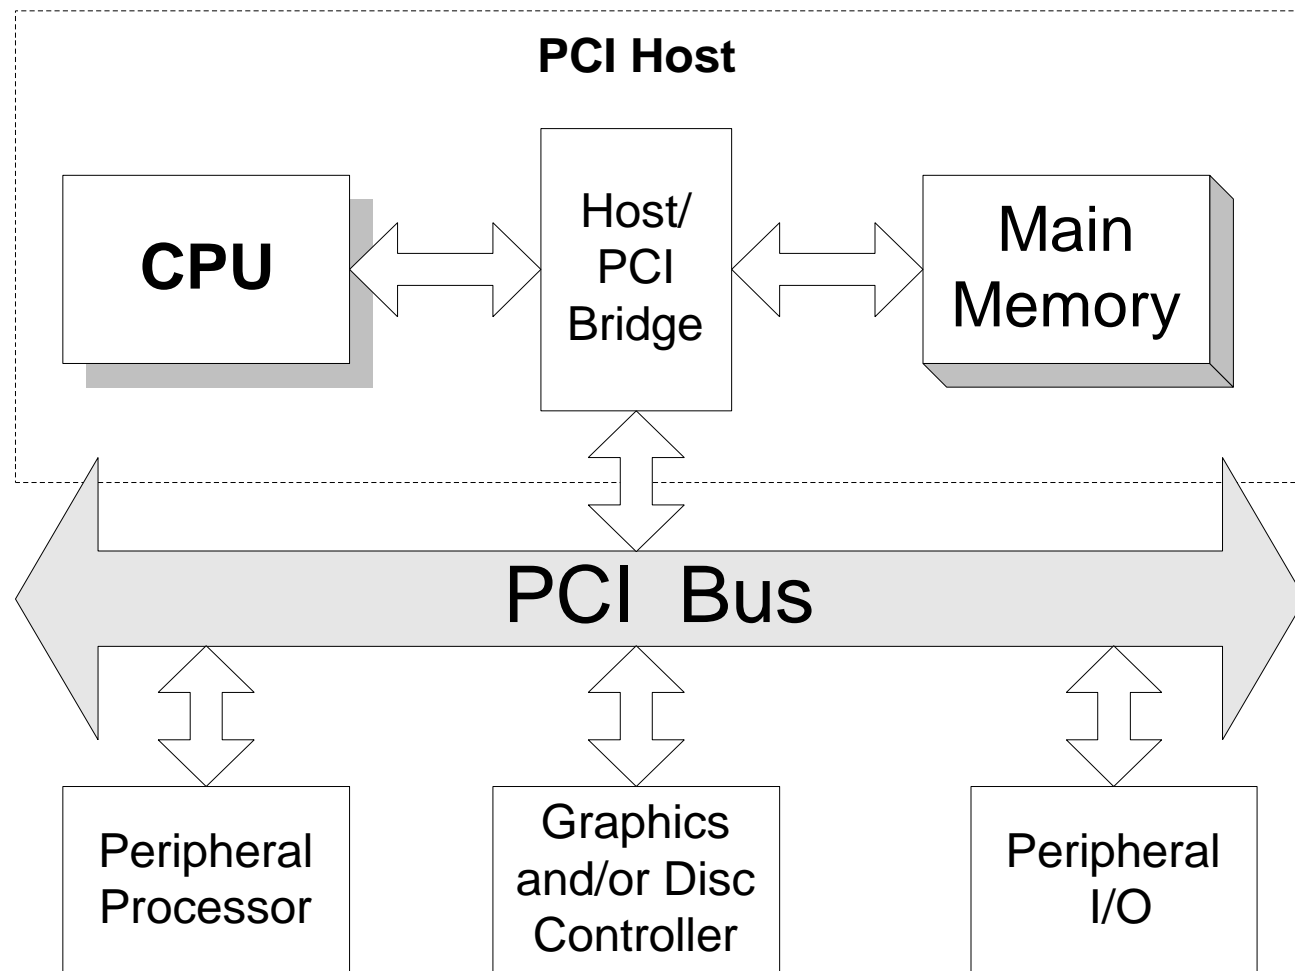 PCI Host
CPU
Host/
PCI
Bridge
Main
Memory
PCI Bus
Peripheral
Processor
Graphics
and/or Disc
Controller
Peripheral
I/O